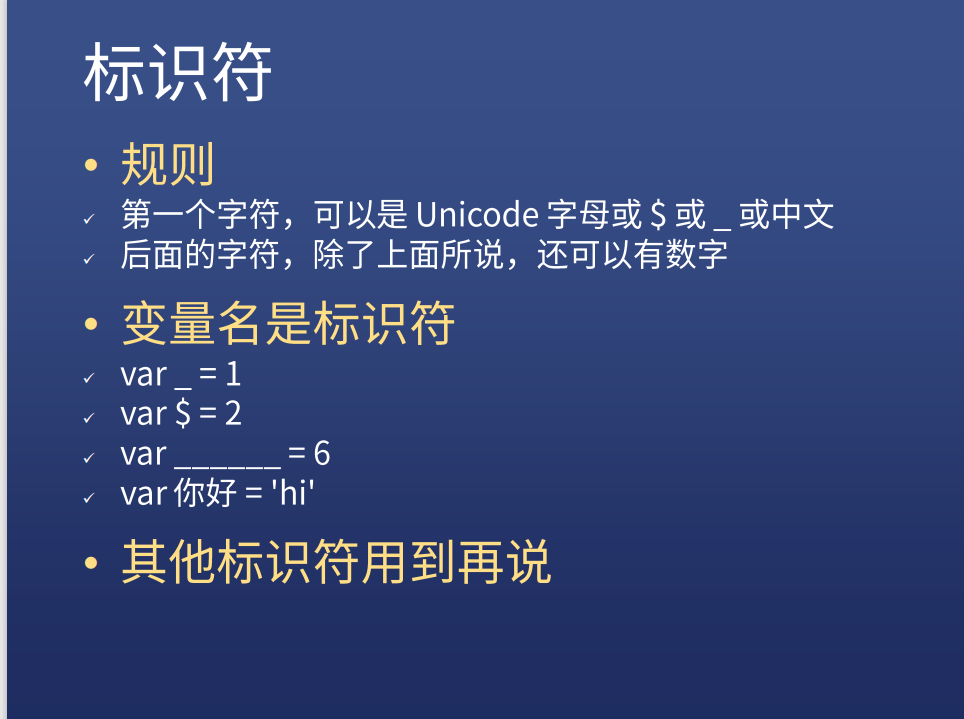 标识符
• 规则
✓ 第一个字符，可以是 Unicode 字母或 $ 或 _ 或中文
✓ 后面的字符，除了上面所说，还可以有数字
• 变量名是标识符
✓ var _ = 1
✓ var $ = 2
✓ var ______ = 6
✓ var 你好 = 'hi'
• 其他标识符用到再说